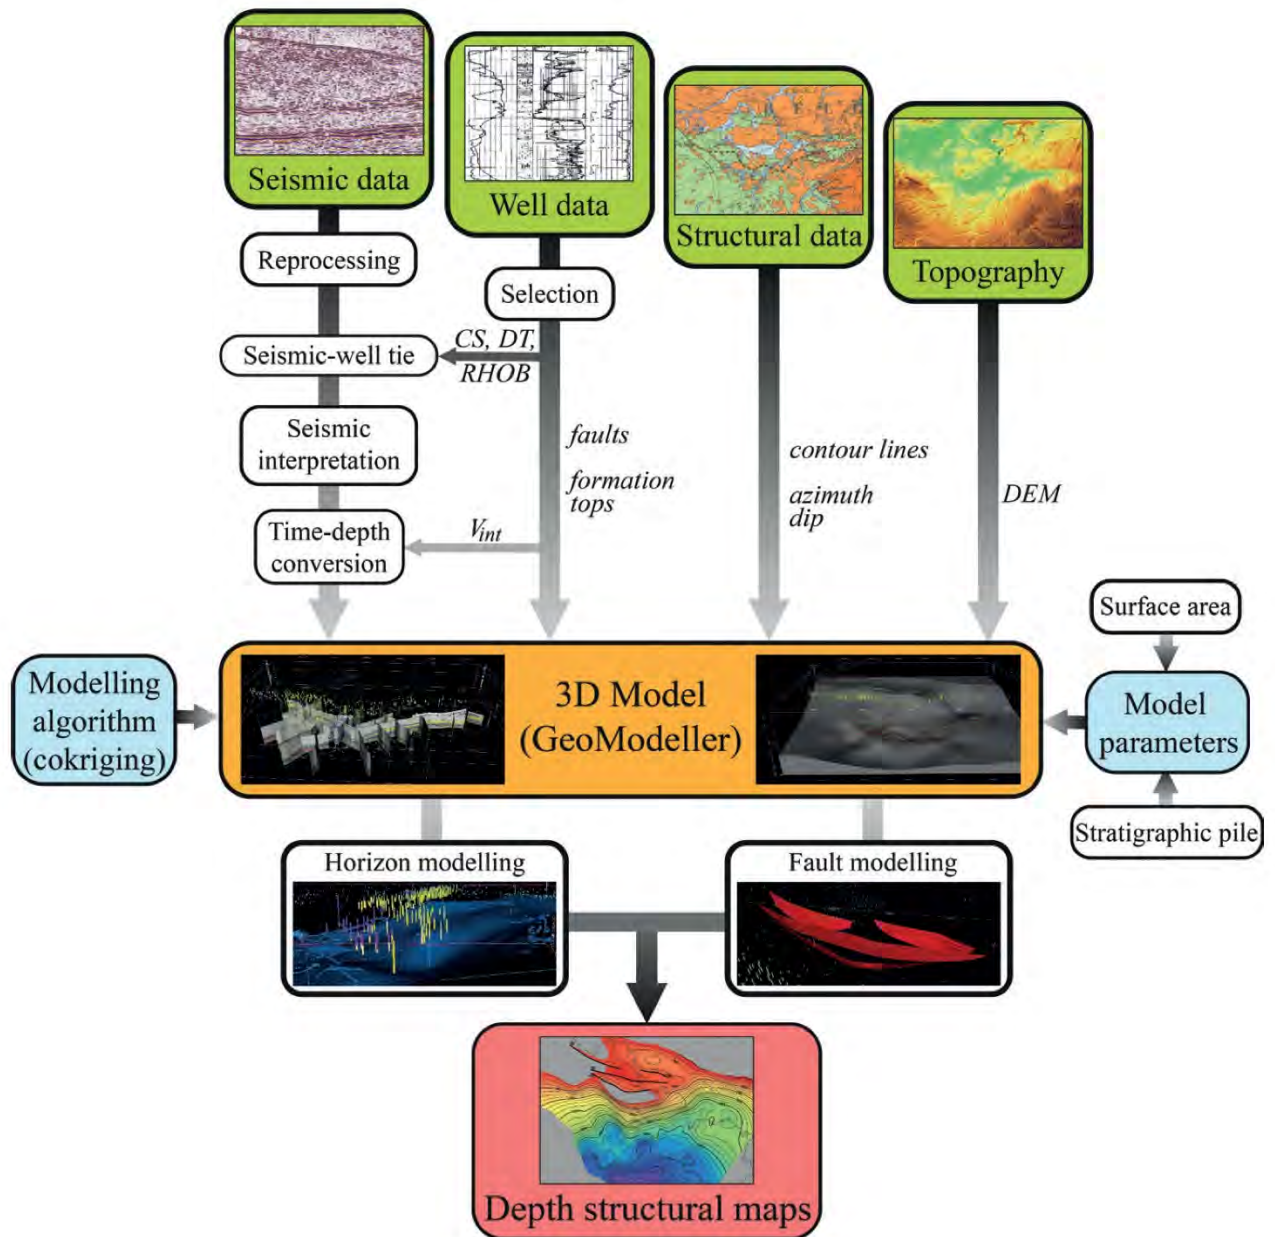 Seismic data
Well data
Structural data
Topography
Reprocessing
Selection
Seismic-well tie
CS, DT,
RHOB
Seismic
interpretation
faults
formation
tops
contour lines
azimuth
dip
DEM
Time-depth
conversion
Vint
Surface area
Modelling
algorithm
(cokriging)
3D Model
(GeoModeller)
Model
parameters
Stratigraphic pile
Horizon modelling
Fault modelling
Depth structural maps